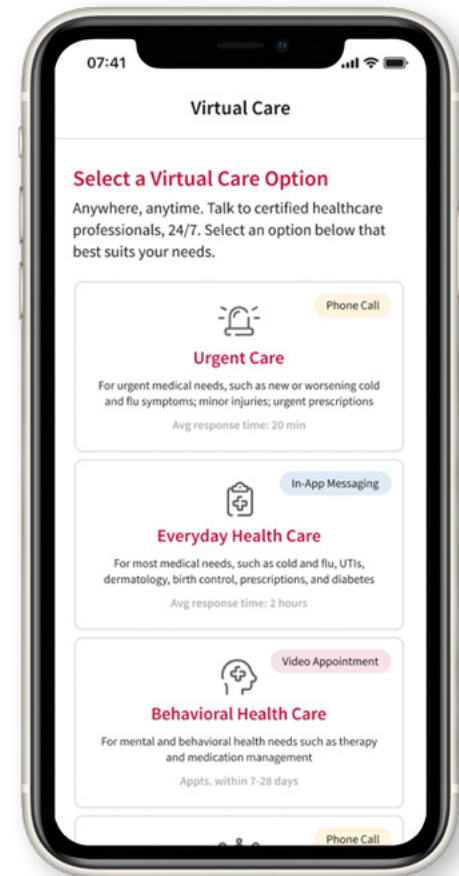 07:41
Virtual Care
Select a Virtual Care Option
Anywhere, anytime. Talk to certified healthcare
professionals, 24/7. Select an option below that
best suits your needs.
Phone Call
Urgent Care
For urgent medical needs, such as new or worsening cold
and flu symptoms; minor injuries; urgent prescriptions
Avg response time: 20 min
In-App Messaging
Everyday Health Care
For most medical needs, such as cold and flu, UTIs,
dermatology, birth control, prescriptions, and diabetes
Avg response time: 2 hours
Video Appointment
Behavioral Health Care
For mental and behavioral health needs such as therapy
and medication management
Appts. within 7-28 days
Phone Call